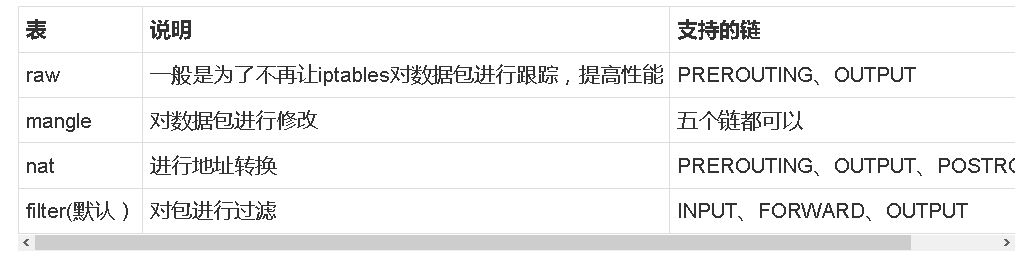 表 说明 支持的链
raw 一般是为了不再让iptables对数据包进行跟踪，提高性能 PREROUTING、OUTPUT
mangle 对数据包进行修改 五个链都可以
nat 进行地址转换 PREROUTING、OUTPUT、POSTRO
filter(默认） 对包进行过滤 INPUT、FORWARD、OUTPUT